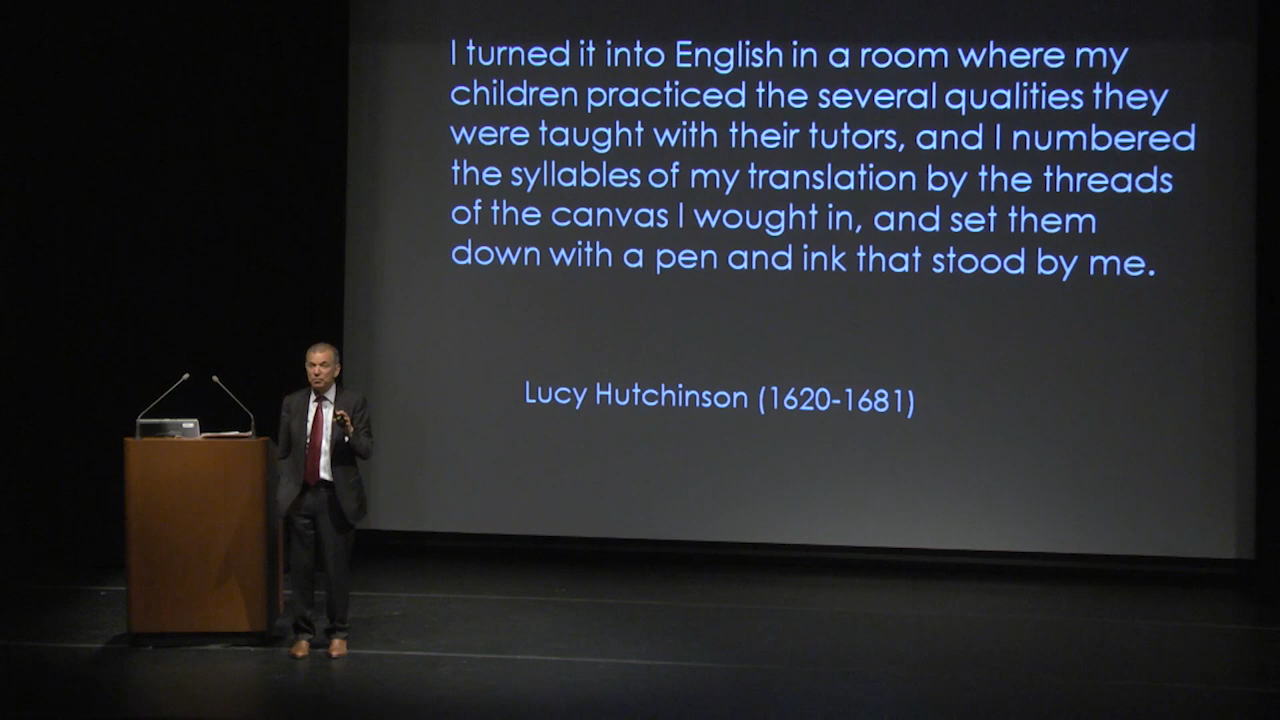 I turned it into English in a room where my
children practiced the several qualities they
were taught with their tutors, and I numbered
the syllables of my translation by the threads
of the canvas I wought in, and set them
down with a pen and ink that stood by me.
Lucy Hutchinson (1620-1681)